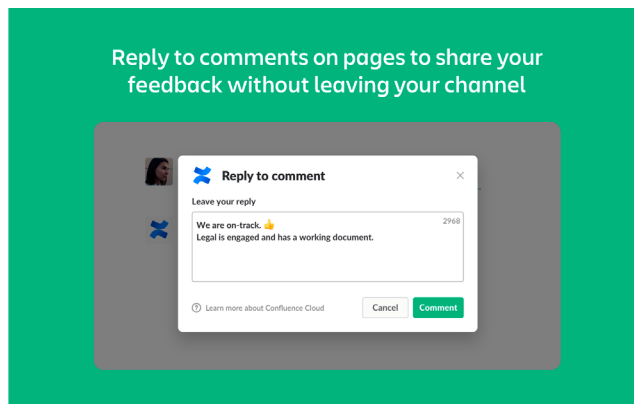 Reply to comments on pages to share your
feedback without leaving your channel
Reply to comment
Leave your reply
We are on-track. 👍
2968
Legal is engaged and has a working document.
Learn more about Confluence Cloud
Cancel
Comment